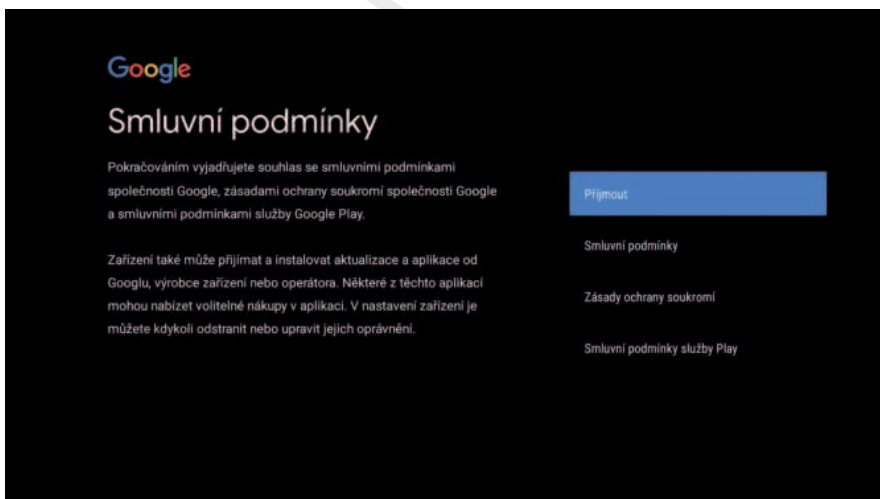 Google
Smluvní podmínky
Pokračováním vyjadřujete souhlas se smluvními podmínkami
společnosti Google, zásadami ochrany soukromí společnosti Google
a smluvními podmínkami služby Google Play.
Zařízení také může přijímat a instalovat aktualizace a aplikace od
Googlu, výrobce zařízení nebo operátora. Některé z těchto aplikací
mohou nabízet volitelné nákupy v aplikaci. V nastavení zařízení je
můžete kdykoli odstranit nebo upravit jejich oprávnění.
Přijmout
Smluvní podmínky
Zásady ochrany soukromí
Smluvní podmínky služby Play